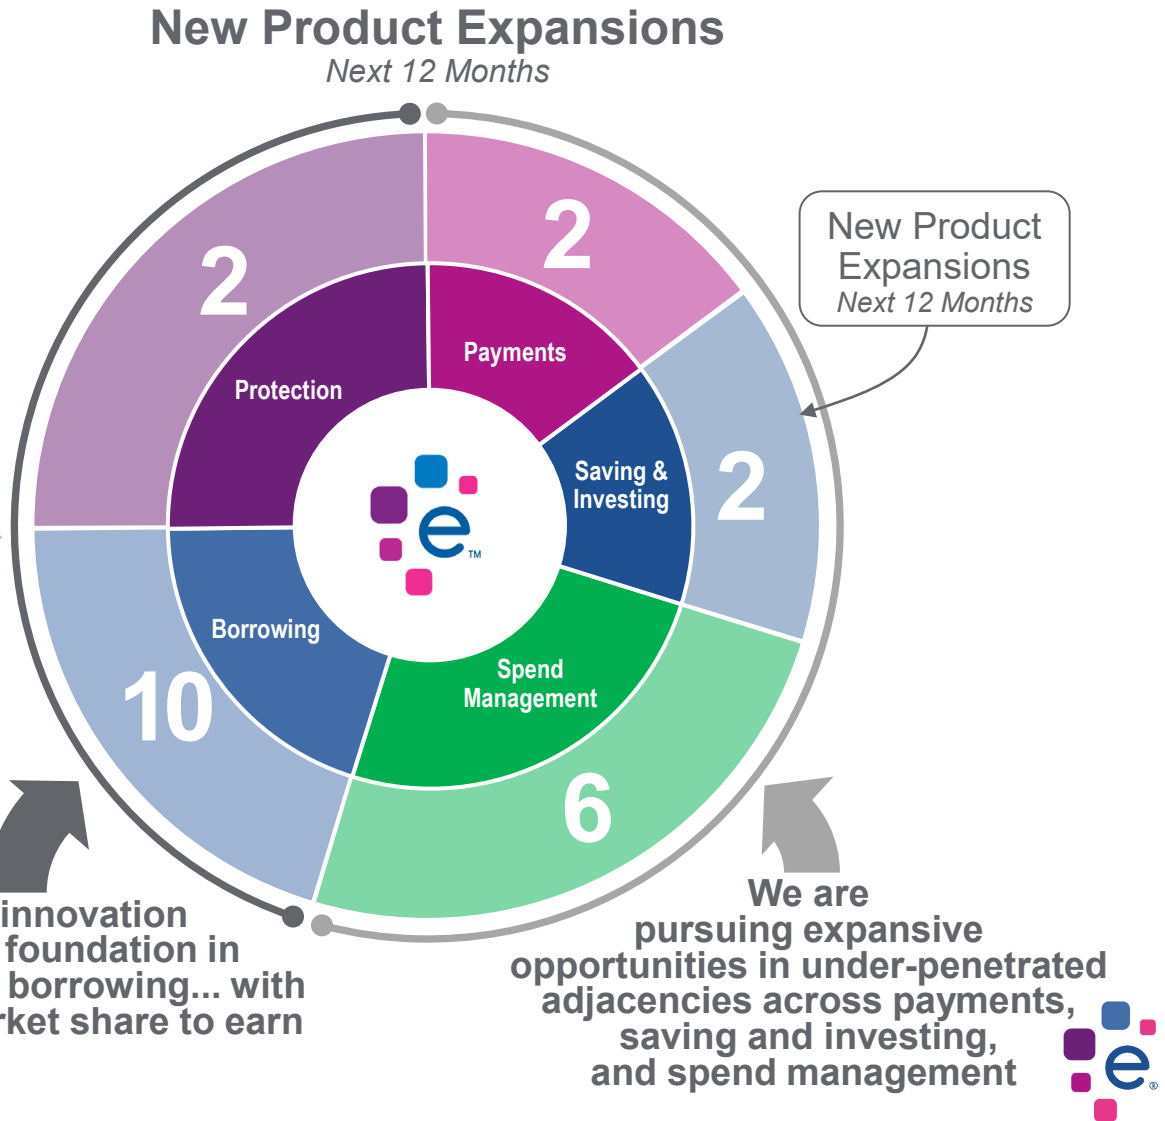 New Product Expansions
Next 12 Months
2
2
New Product
Expansions
Next 12 Months
Payments
Protection
2
Saving &
Investing
e
™
Borrowing
Spend
Management
10
6
innovation
foundation in
borrowing... with
rket share to earn
We are
pursuing expansive
opportunities in under-penetrated
adjacencies across payments,
saving and investing,
and spend management
e
®